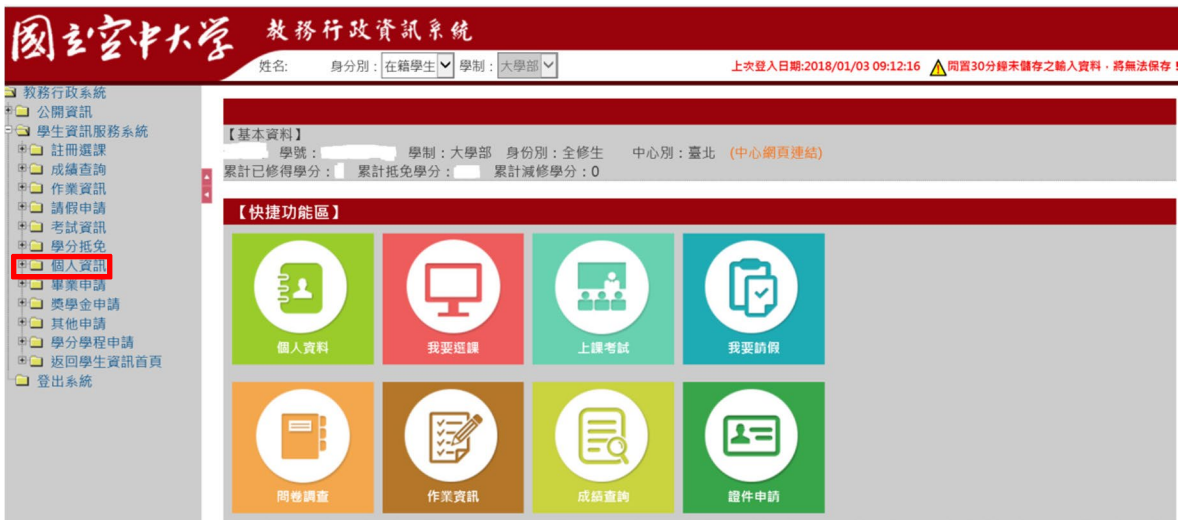 國立空中大學 教務行政資訊系統
姓名: 身分別：在籍學生 學制：大學部 上次登入日期:2018/01/03 09:12:16 閒置30分鐘未儲存之輸入資料，將無法保存！
教務行政系統
公開資訊
學生資訊服務系統
註冊選課
成績查詢
作業資訊
請假申請
考試資訊
學分抵免
個人資訊
畢業申請
獎學金申請
其他申請
學分學程申請
返回學生資訊首頁
登出系統
【基本資料】
學號： 學制：大學部 身份別：全修生 中心別：臺北 (中心網頁連結)
累計已修得學分： 累計抵免學分： 累計減修學分：0
【快捷功能區】
個人資料 我要選課 上課考試 我要請假
問卷調查 作業資訊 成績查詢 證件申請